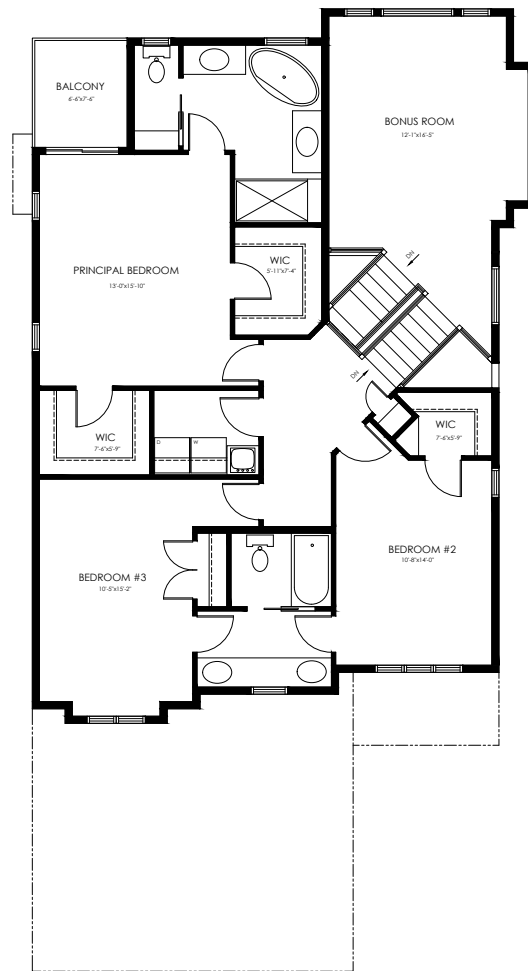 BALCONY
6'-6"x7'-6"
BONUS ROOM
12'-1"x16'-5"
DN
WIC
5'-11"x7'-4"
PRINCIPAL BEDROOM
13'-0"x15'-10"
DN
WIC
7'-6"x5'-9"
D
W
WIC
7'-6"x5'-9"
BEDROOM #2
10'-8"x14'-0"
BEDROOM #3
10'-5"x15'-2"